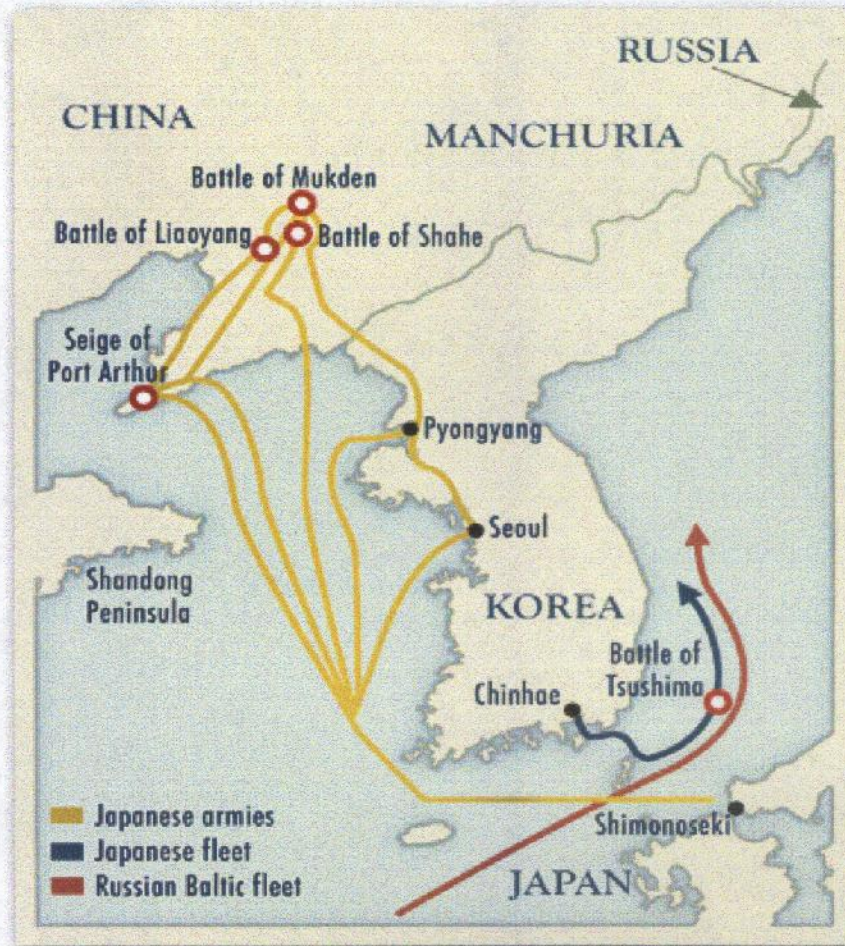 RUSSIA
CHINA
MANCHURIA
Battle of Mukden
Battle of Liaoyang
Battle of Shahe
Seige of
Port Arthur
Pyongyang
Seoul
Shandong
Peninsula
KOREA
Battle of
Tsushima
Chinhae
Japanese armies
Shimonoseki
Japanese fleet
Russian Baltic fleet
JAPAN